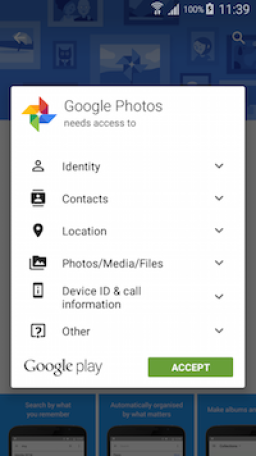 100% 11:39
Google Photos
needs access to
Identity
Contacts
Location
Photos/Media/Files
Device ID & call
information
Other
Google play
ACCEPT
Search by what
you remember
Automatically organised
by what matters
Make albums an